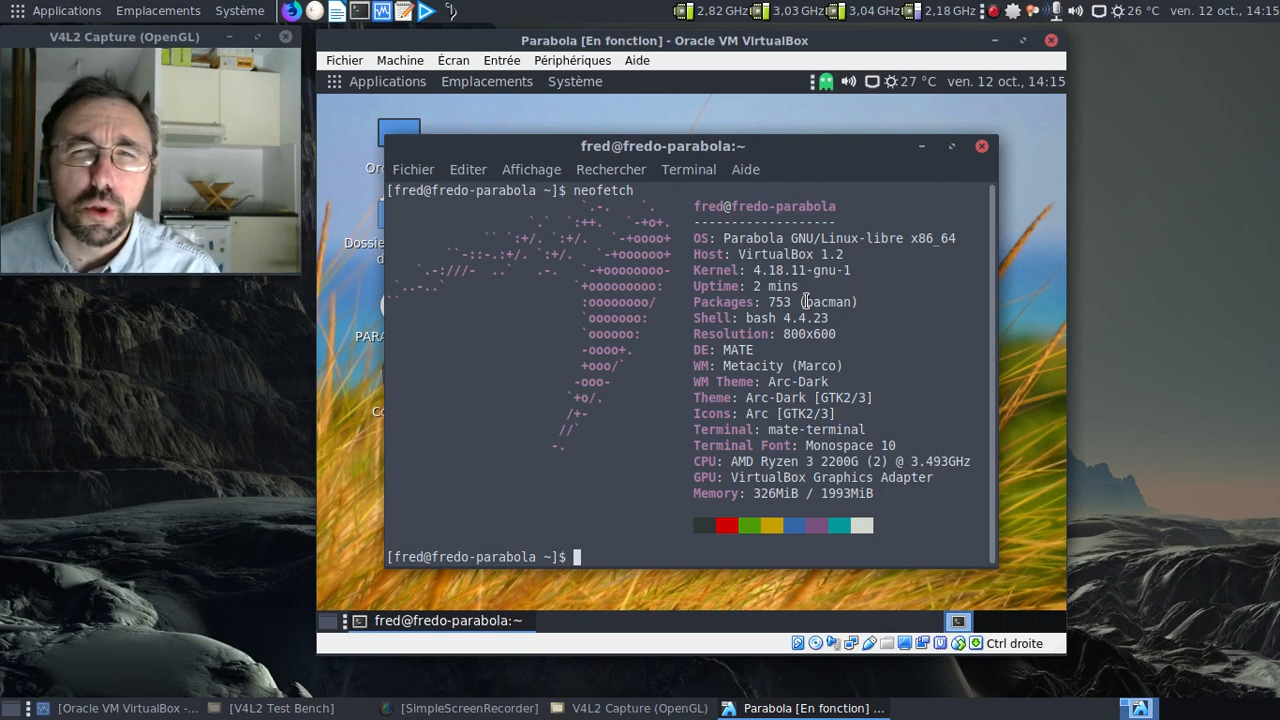 Applications Emplacements Système 2,82 GHz 3,03 GHz 3,04 GHz 2,18 GHz 26 °C ven. 12 oct., 14:15
V4L2 Capture (OpenGL)
Parabola [En fonction] - Oracle VM VirtualBox
Fichier Machine Écran Entrée Périphériques Aide
Applications Emplacements Système 27 °C ven. 12 oct., 14:15
Dossie
PARA
fred@fredo-parabola:~
Fichier Editer Affichage Rechercher Terminal Aide
[fred@fredo-parabola ~]$ neofetch
fred@fredo-parabola
-------------------
OS: Parabola GNU/Linux-libre x86_64
Host: VirtualBox 1.2
Kernel: 4.18.11-gnu-1
Uptime: 2 mins
Packages: 753 (pacman)
Shell: bash 4.4.23
Resolution: 800x600
DE: MATE
WM: Metacity (Marco)
WM Theme: Arc-Dark
Theme: Arc-Dark [GTK2/3]
Icons: Arc [GTK2/3]
Terminal: mate-terminal
Terminal Font: Monospace 10
CPU: AMD Ryzen 3 2200G (2) @ 3.493GHz
GPU: VirtualBox Graphics Adapter
Memory: 326MiB / 1993MiB
[fred@fredo-parabola ~]$
fred@fredo-parabola:~
Ctrl droite
[Oracle VM VirtualBox -... [V4L2 Test Bench] [SimpleScreenRecorder] V4L2 Capture (OpenGL) Parabola [En fonction] ...